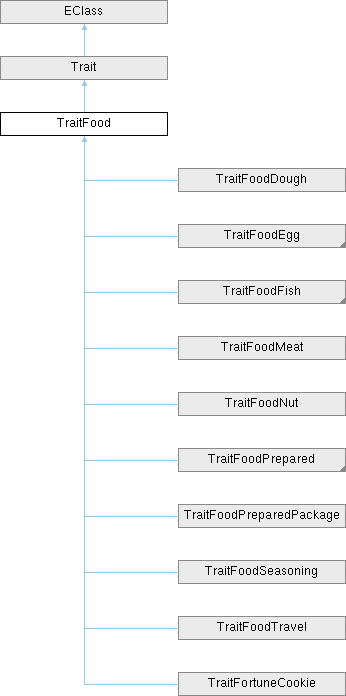 EClass
Trait
TraitFood
TraitFoodDough
TraitFoodEgg
TraitFoodFish
TraitFoodMeat
TraitFoodNut
TraitFoodPrepared
TraitFoodPreparedPackage
TraitFoodSeasoning
TraitFoodTravel
TraitFortuneCookie